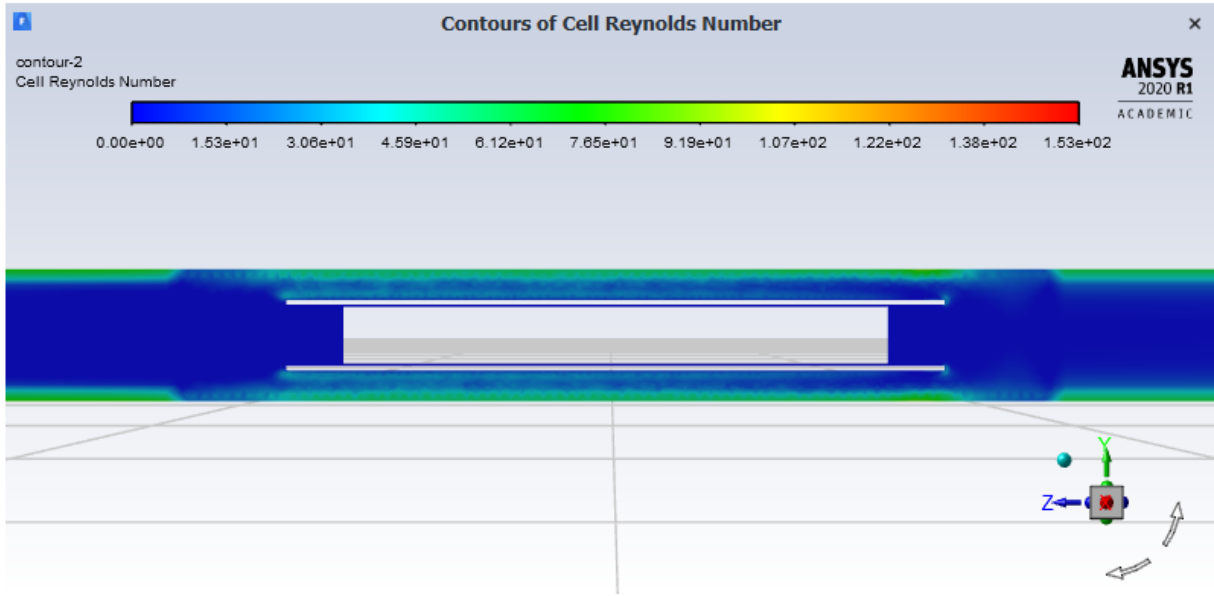 Contours of Cell Reynolds Number
contour-2
Cell Reynolds Number
ANSYS
2020 R1
ACADEMIC
0.00e+00 1.53e+01 3.06e+01 4.59e+01 6.12e+01 7.65e+01 9.19e+01 1.07e+02 1.22e+02 1.38e+02 1.53e+02
Y
Z